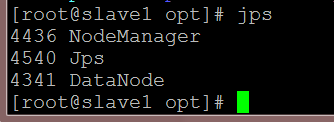 [root@slave1 opt]# jps
4436 NodeManager
4540 Jps
4341 DataNode
[root@slave1 opt]#